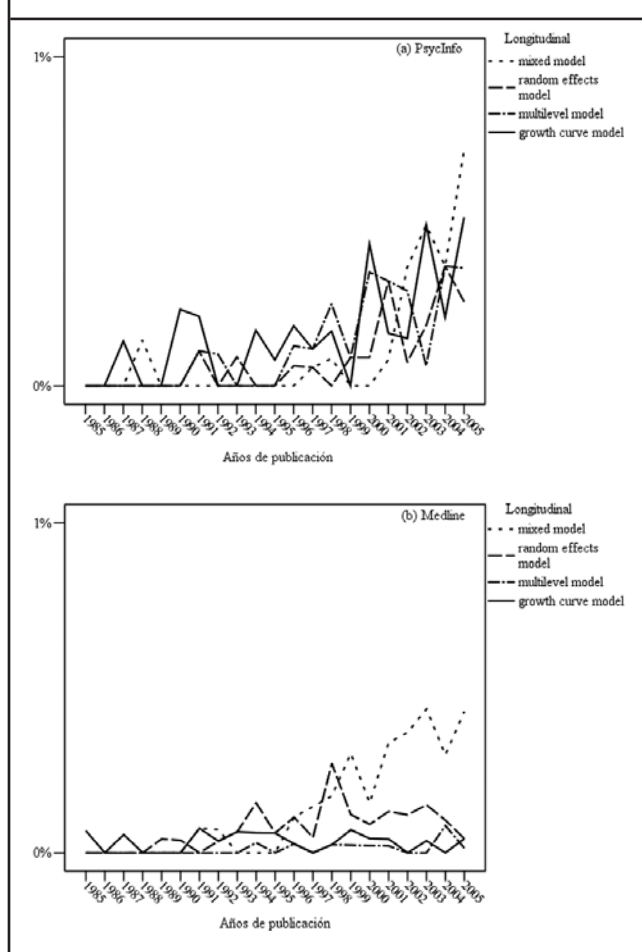 (a) PsycInfo
1%
0%
1985
1986
1987
1988
1989
1990
1991
1992
1993
1994
1995
1996
1997
1998
1999
2000
2001
2002
2003
2004
2005
Años de publicación
Longitudinal
mixed model
random effects
model
multilevel model
growth curve model
(b) Medline
1%
0%
1985
1986
1987
1988
1989
1990
1991
1992
1993
1994
1995
1996
1997
1998
1999
2000
2001
2002
2003
2004
2005
Años de publicación
Longitudinal
mixed model
random effects
model
multilevel model
growth curve model